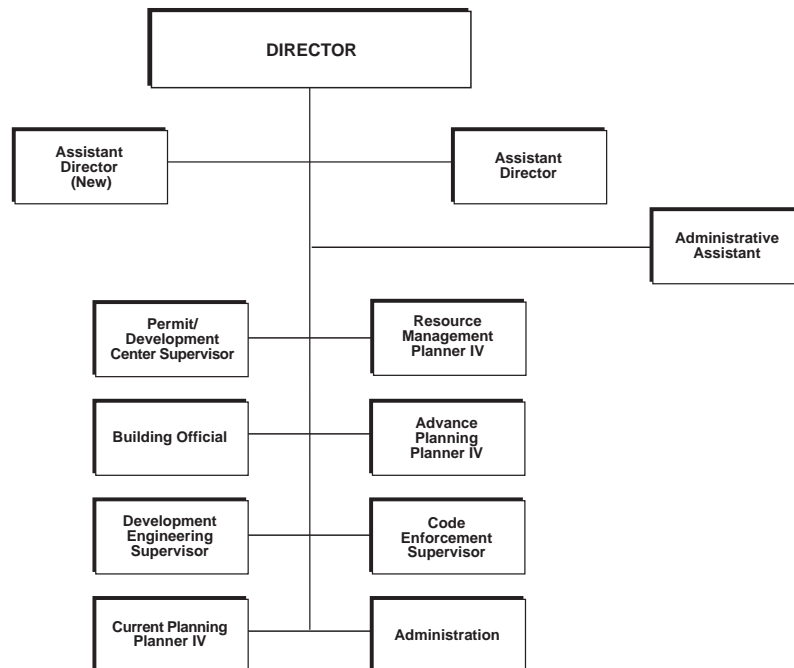 DIRECTOR
Assistant
Director
(New)
Assistant
Director
Administrative
Assistant
Permit/
Development
Center Supervisor
Resource
Management
Planner IV
Building Official
Advance
Planning
Planner IV
Development
Engineering
Supervisor
Code
Enforcement
Supervisor
Current Planning
Planner IV
Administration